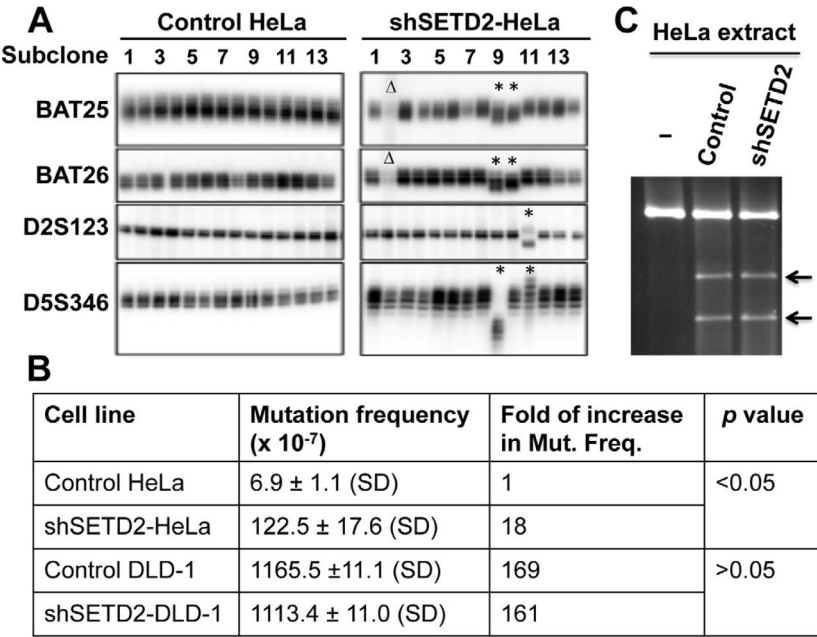 A
Control HeLa shSETD2-HeLa
Subclone 1 3 5 7 9 11 13 1 3 5 7 9 11 13
BAT25 Δ * *
BAT26 Δ * *
D2S123 *
D5S346 * *
C
HeLa extract
– Control shSETD2
B
Cell line Mutation frequency (x 10⁻⁷) Fold of increase in Mut. Freq. p value
Control HeLa 6.9 ± 1.1 (SD) 1 <0.05
shSETD2-HeLa 122.5 ± 17.6 (SD) 18
Control DLD-1 1165.5 ±11.1 (SD) 169 >0.05
shSETD2-DLD-1 1113.4 ± 11.0 (SD) 161